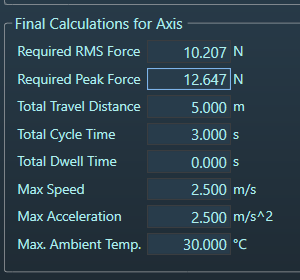 Final Calculations for Axis
Required RMS Force 10.207 N
Required Peak Force 12.647 N
Total Travel Distance 5.000 m
Total Cycle Time 3.000 s
Total Dwell Time 0.000 s
Max Speed 2.500 m/s
Max Acceleration 2.500 m/s^2
Max. Ambient Temp. 30.000 °C